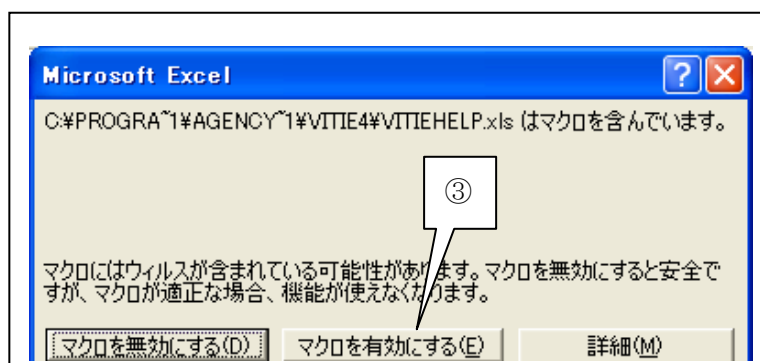 Microsoft Excel
C:¥PROGRA~1¥AGENCY~1¥VITIE4¥VITIEHELP.xls はマクロを含んでいます。
③
マクロにはウィルスが含まれている可能性があります。マクロを無効にすると安全で
すが、マクロが適正な場合、機能が使えなくなります。
マクロを無効にする(D) マクロを有効にする(E) 詳細(M)